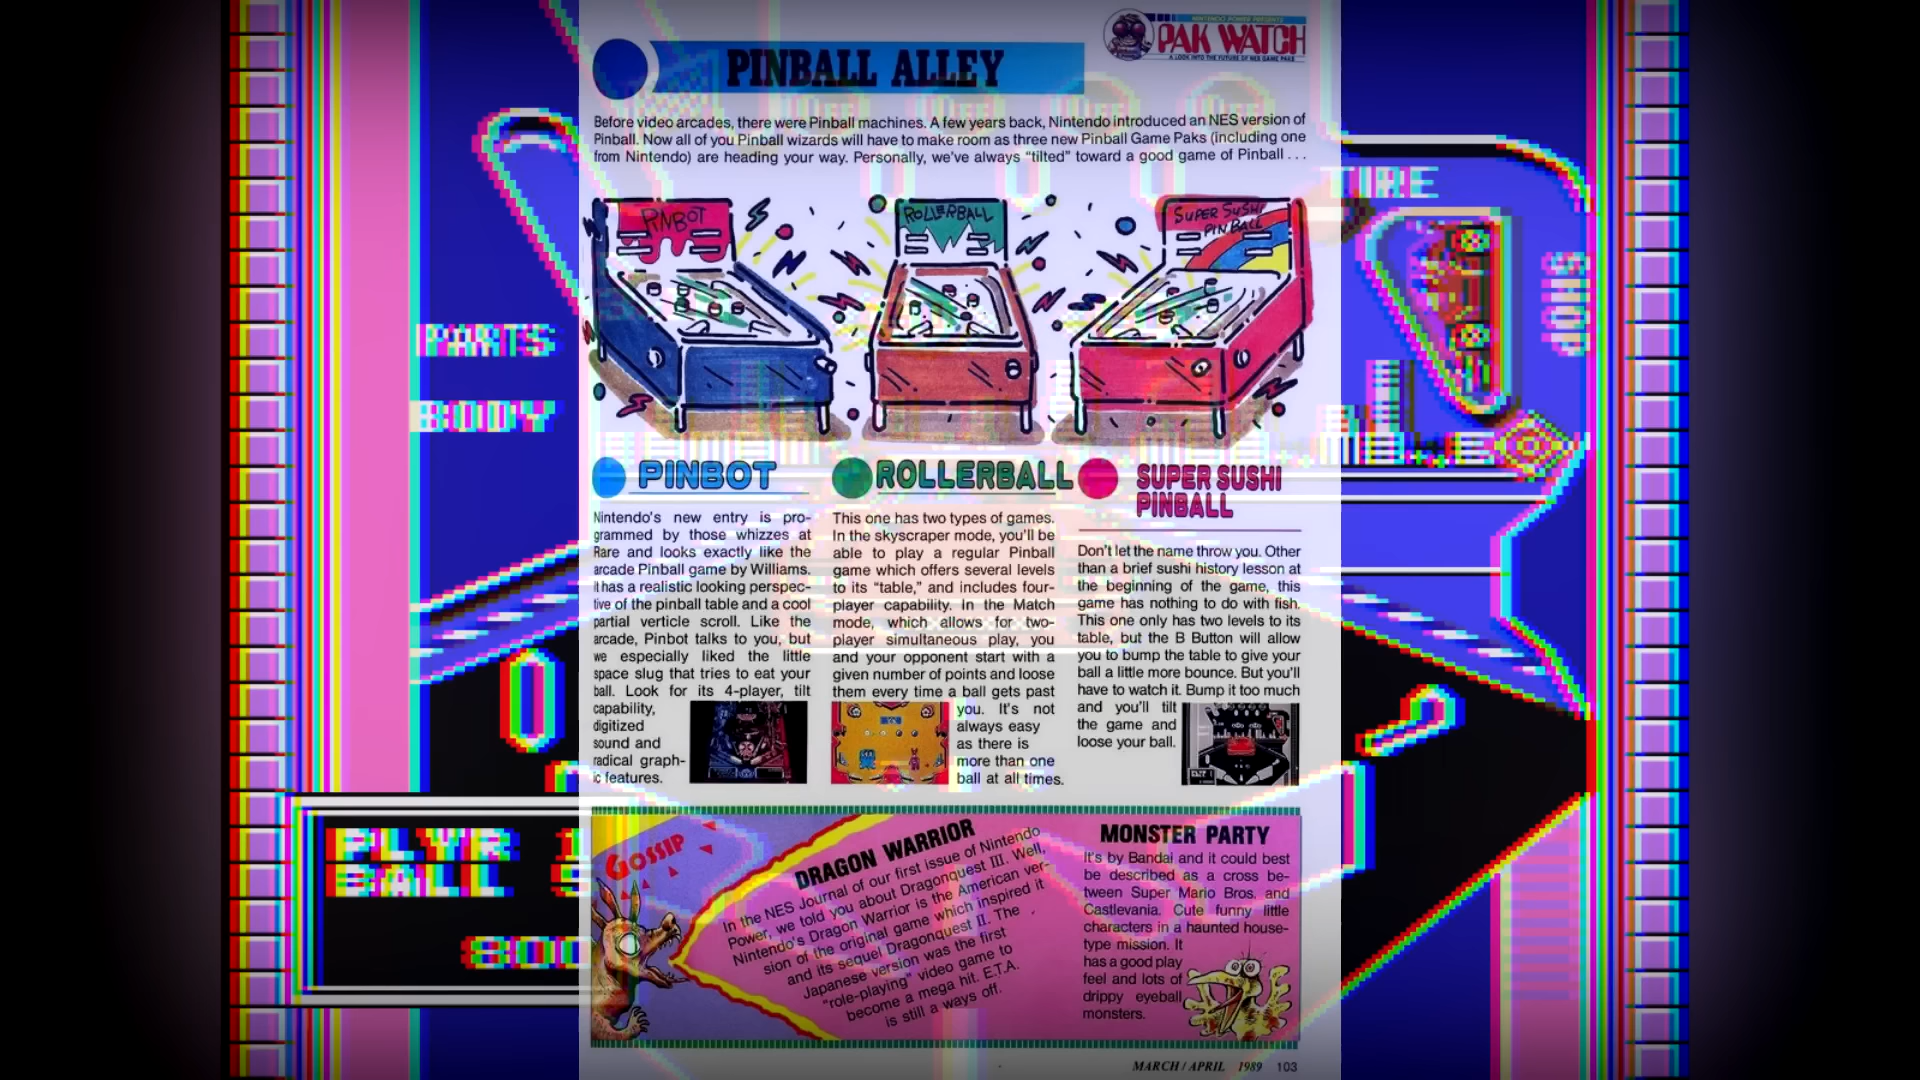 NINTENDO POWER PRESENTS
PAK WATCH
A LOOK INTO THE FUTURE OF NES GAME PAKS
PINBALL ALLEY
Before video arcades, there were Pinball machines. A few years back, Nintendo introduced an NES version of
Pinball. Now all of you Pinball wizards will have to make room as three new Pinball Game Paks (including one
from Nintendo) are heading your way. Personally, we've always "tilted" toward a good game of Pinball . . .
PINBOT
ROLLERBALL
SUPER SUSHI
PINBALL
PINBOT
Nintendo's new entry is pro-
grammed by those whizzes at
Rare and looks exactly like the
arcade Pinball game by Williams.
It has a realistic looking perspec-
tive of the pinball table and a cool
partial verticle scroll. Like the
arcade, Pinbot talks to you, but
we especially liked the little
space slug that tries to eat your
ball. Look for its 4-player, tilt
capability,
digitized
sound and
radical graph-
ic features.
ROLLERBALL
This one has two types of games.
In the skyscraper mode, you'll be
able to play a regular Pinball
game which offers several levels
to its "table," and includes four-
player capability. In the Match
mode, which allows for two-
player simultaneous play, you
and your opponent start with a
given number of points and loose
them every time a ball gets past
you. It's not
always easy
as there is
more than one
ball at all times.
SUPER SUSHI
PINBALL
Don't let the name throw you. Other
than a brief sushi history lesson at
the beginning of the game, this
game has nothing to do with fish.
This one only has two levels to its
table, but the B Button will allow
you to bump the table to give your
ball a little more bounce. But you'll
have to watch it. Bump it too much
and you'll tilt
the game and
loose your ball.
GOSSIP
DRAGON WARRIOR
In the NES Journal of our first issue of Nintendo
Power, we told you about Dragonquest III. Well,
Nintendo's Dragon Warrior is the American ver-
sion of the original game which inspired it
and its sequel Dragonquest II. The
Japanese version was the first
"role-playing" video game to
become a mega hit. E.T.A.
is still a ways off.
MONSTER PARTY
It's by Bandai and it could best
be described as a cross be-
tween Super Mario Bros. and
Castlevania. Cute funny little
characters in a haunted house-
type mission. It
has a good play
feel and lots of
drippy eyeball
monsters.
MARCH / APRIL 1989 103
PARTS
BODY
TIRE
SHOP
PLYR 1
BALL